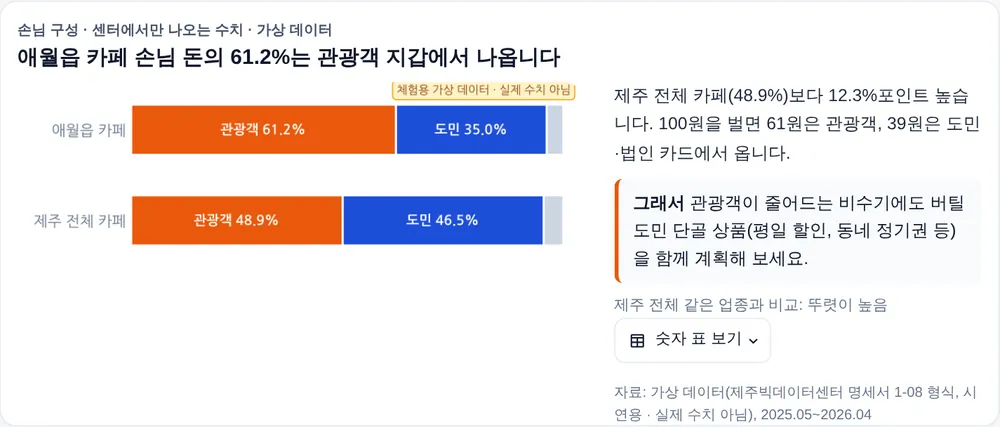 손님 구성 · 센터에서만 나오는 수치 · 가상 데이터
애월읍 카페 손님 돈의 61.2%는 관광객 지갑에서 나옵니다
체험용 가상 데이터 · 실제 수치 아님
애월읍 카페
관광객 61.2%
도민 35.0%
제주 전체 카페
관광객 48.9%
도민 46.5%
제주 전체 카페(48.9%)보다 12.3%포인트 높습
니다. 100원을 벌면 61원은 관광객, 39원은 도민
·법인 카드에서 옵니다.
그래서 관광객이 줄어드는 비수기에도 버틸
도민 단골 상품(평일 할인, 동네 정기권 등)
을 함께 계획해 보세요.
제주 전체 같은 업종과 비교: 뚜렷이 높음
숫자 표 보기
자료: 가상 데이터(제주빅데이터센터 명세서 1-08 형식, 시
연용 · 실제 수치 아님), 2025.05~2026.04